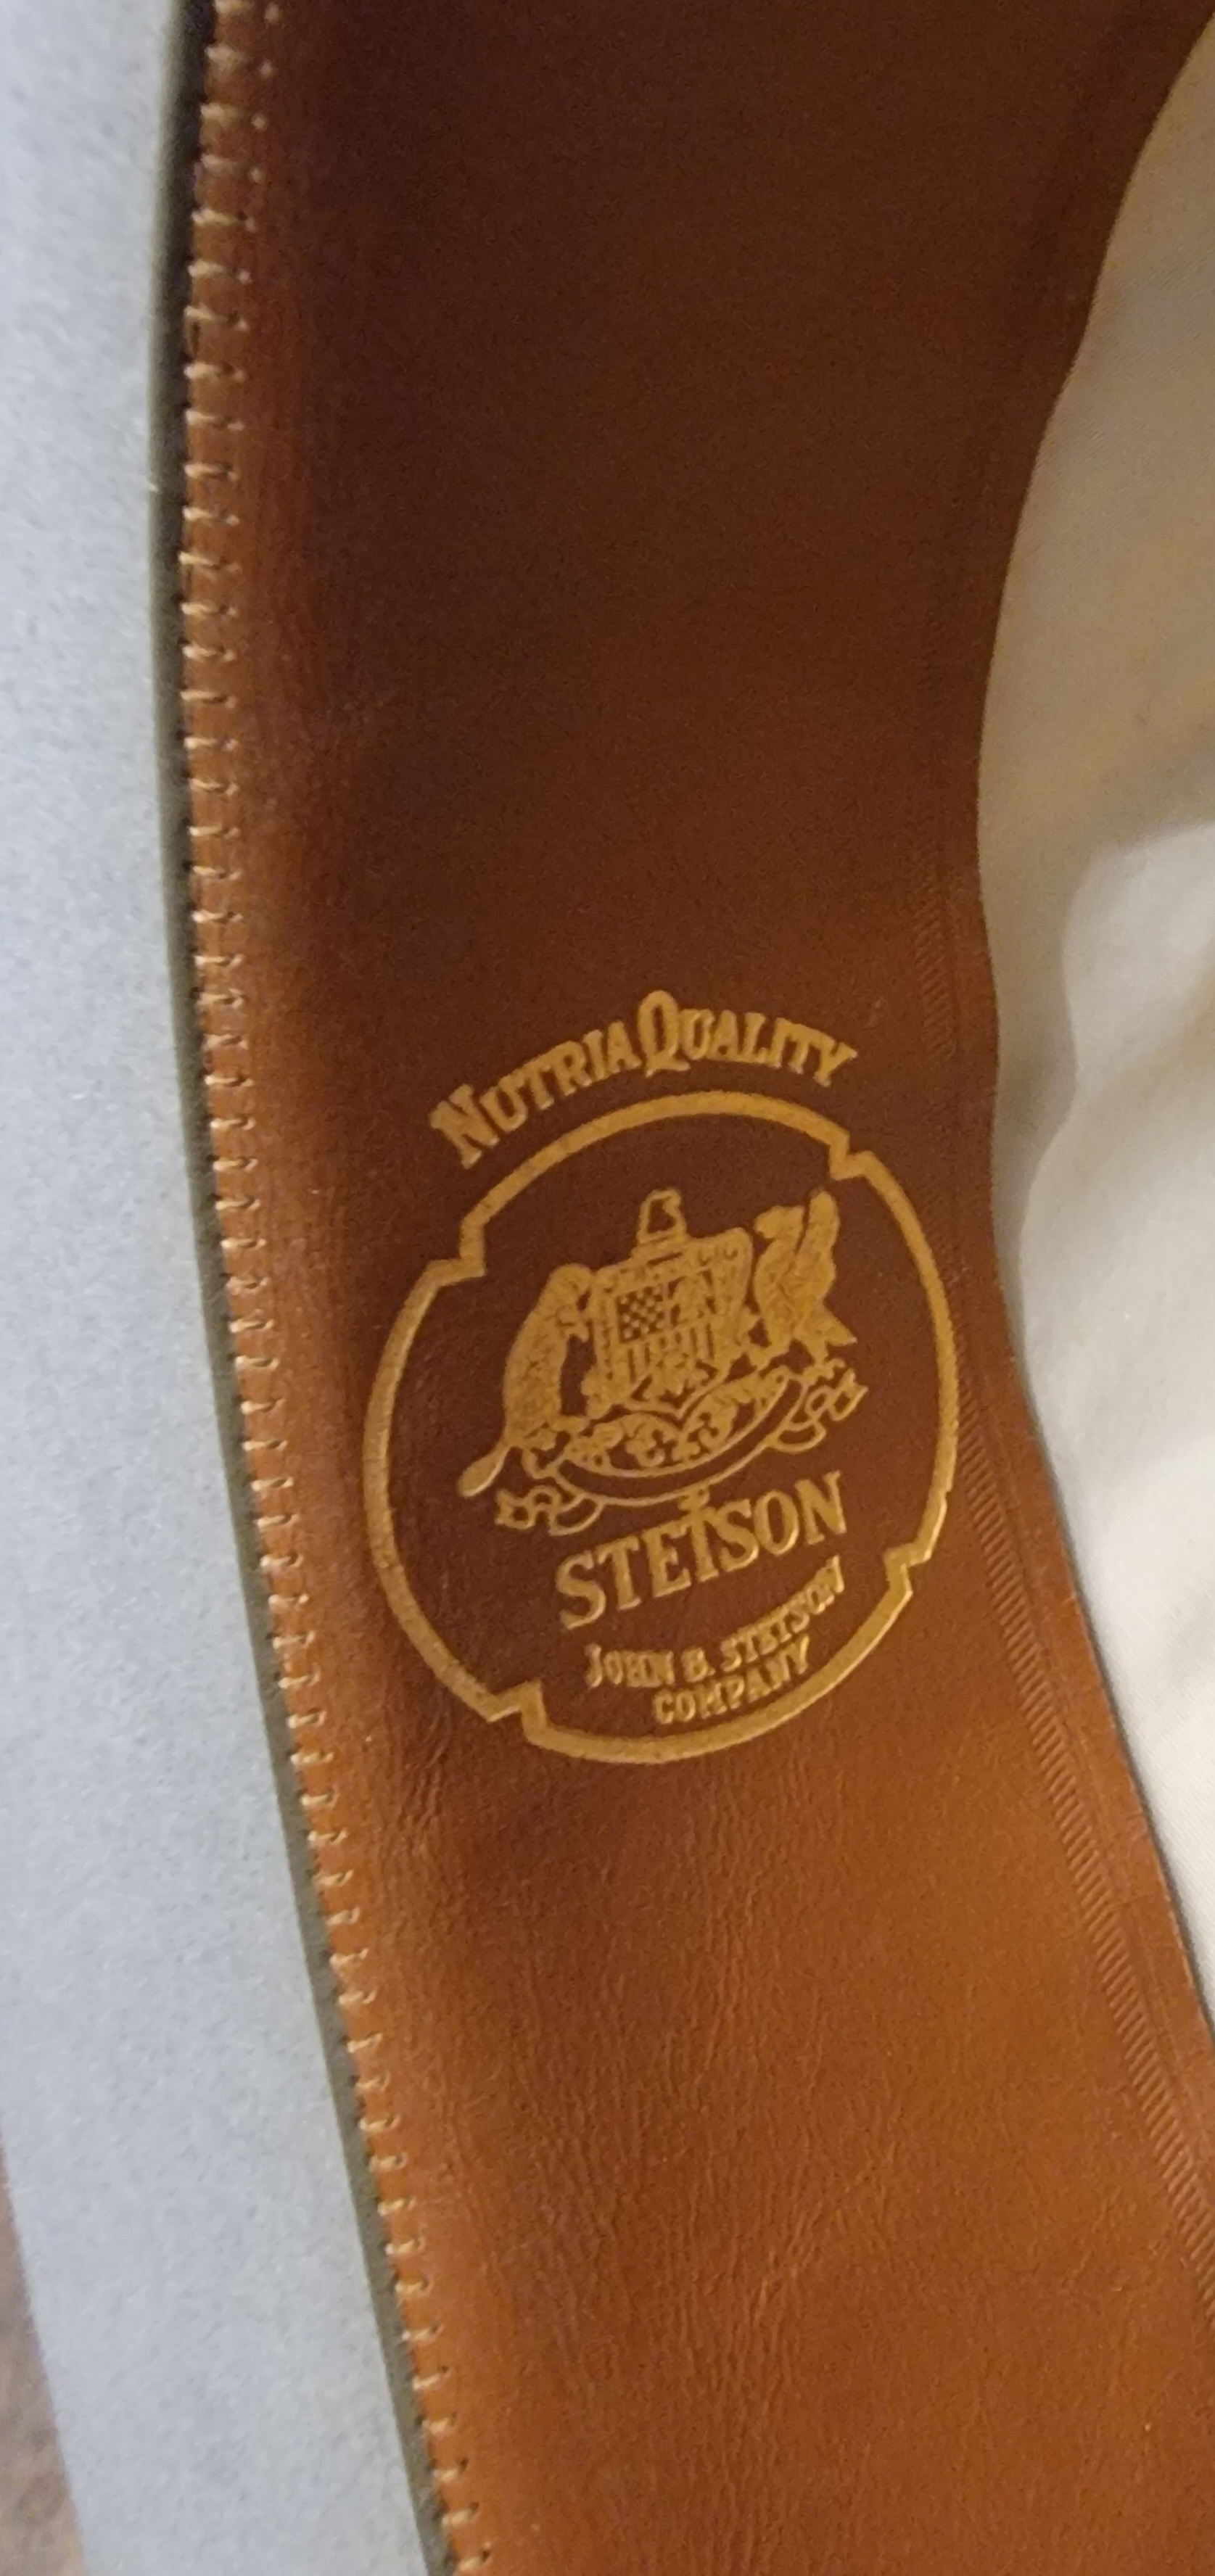 NUTRIA QUALITY
STETSON
JOHN B. STETSON
COMPANY